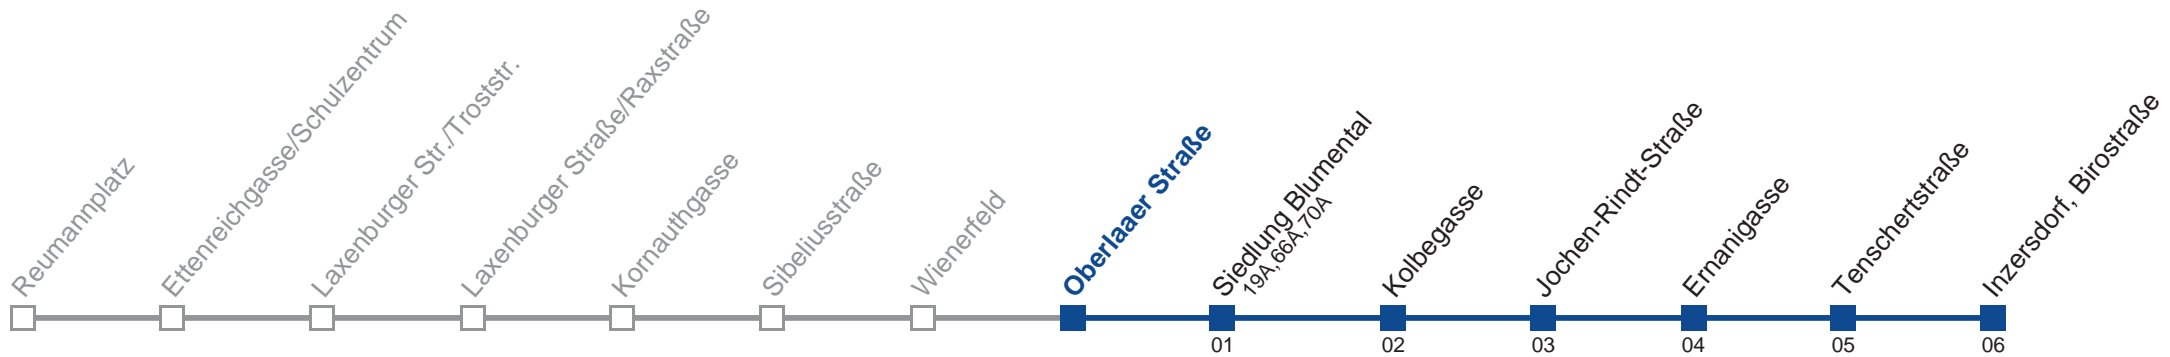 Reumannplatz
Ettenreichgasse/Schulzentrum
Laxenburger Str./Troststr.
Laxenburger Straße/Raxstraße
Kornauthgasse
Sibeliusstraße
Wienerfeld
Oberlaaer Straße
Siedlung Blumental
19A,66A,70A
Kolbegasse
Jochen-Rindt-Straße
Ernanigasse
Tenschertstraße
Inzersdorf, Birostraße
01
02
03
04
05
06